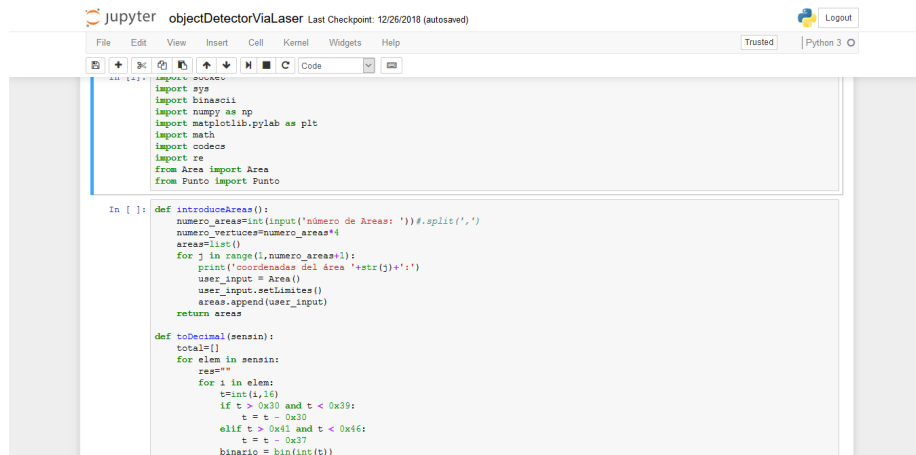 jupyter objectDetectorViaLaser Last Checkpoint: 12/26/2018 (autosaved) Logout
File Edit View Insert Cell Kernel Widgets Help Trusted Python 3
Code
In [1]: import socket
import sys
import binascii
import numpy as np
import matplotlib.pylab as plt
import math
import codecs
import re
from Area import Area
from Punto import Punto
In [ ]: def introduceAreas():
numero_areas=int(input('número de Areas: '))#.split(',')
numero_vertuces=numero_areas*4
areas=list()
for j in range(1,numero_areas+1):
print('coordenadas del área '+str(j)+':')
user_input = Area()
user_input.setLimites()
areas.append(user_input)
return areas
def toDecimal(sensin):
total=[]
for elem in sensin:
res=""
for i in elem:
t=int(i,16)
if t > 0x30 and t < 0x39:
t = t - 0x30
elif t > 0x41 and t < 0x46:
t = t - 0x37
binario = bin(int(t))